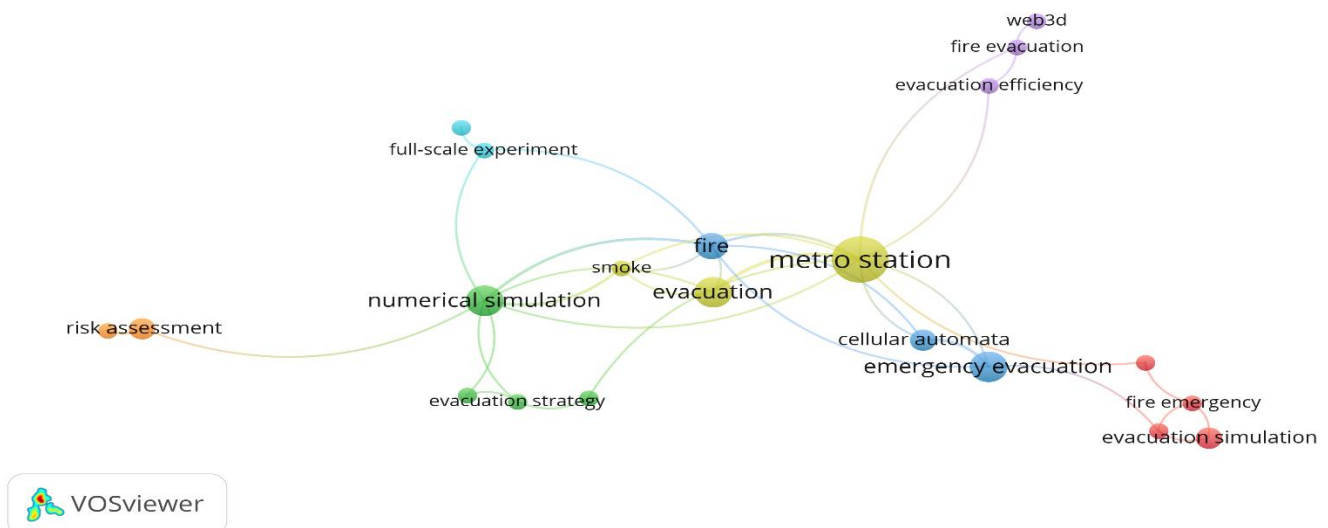 web3d
fire evacuation
evacuation efficiency
full-scale experiment
fire
metro station
smoke
evacuation
numerical simulation
risk assessment
cellular automata
emergency evacuation
evacuation strategy
fire emergency
evacuation simulation
VOSviewer